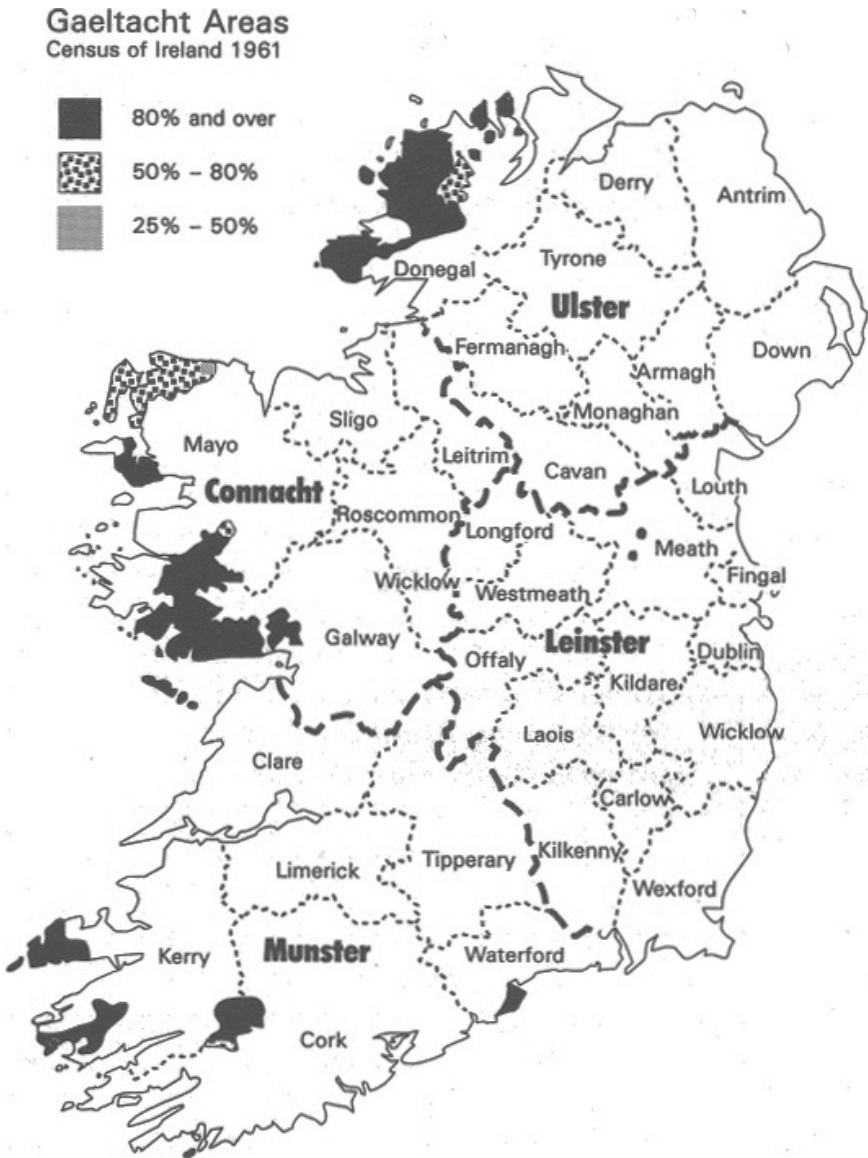 Gaeltacht Areas
Census of Ireland 1961
80% and over
50% – 80%
25% – 50%
Derry
Antrim
Donegal
Tyrone
Ulster
Fermanagh
Down
Armagh
Monaghan
Sligo
Mayo
Leitrim
Cavan
Connacht
Louth
Roscommon
Longford
Meath
Wicklow
Westmeath
Fingal
Galway
Leinster
Dublin
Offaly
Kildare
Laois
Wicklow
Clare
Carlow
Limerick
Tipperary
Kilkenny
Wexford
Kerry
Munster
Waterford
Cork